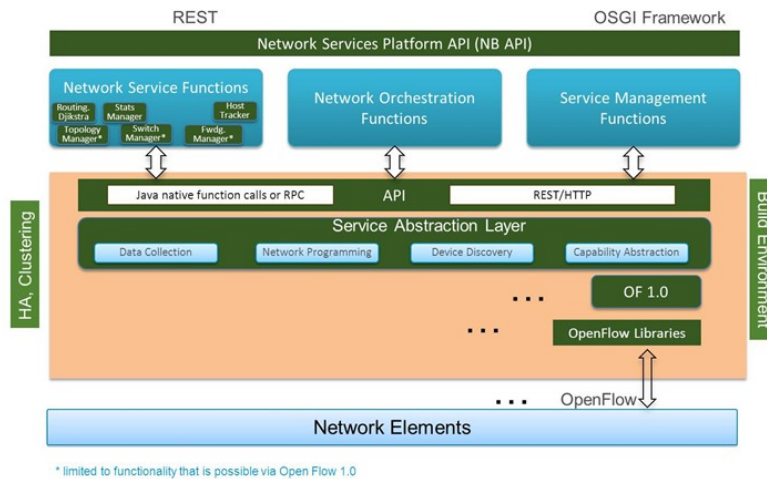 REST
OSGI Framework
Network Services Platform API (NB API)
Network Service Functions
Routing.
Djikstra
Stats
Manager
Host
Tracker
Topology
Manager*
Switch
Manager*
Fwdg.
Manager*
Network Orchestration
Functions
Service Management
Functions
HA, Clustering
Build Environment
Java native function calls or RPC
API
REST/HTTP
Service Abstraction Layer
Data Collection
Network Programming
Device Discovery
Capability Abstraction
... OF 1.0
... OpenFlow Libraries
... OpenFlow
Network Elements
* limited to functionality that is possible via Open Flow 1.0